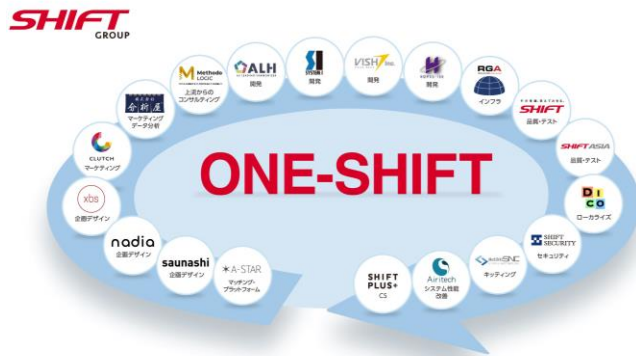 SHIFT
GROUP
ONE-SHIFT
A-STAR
マッチング・
プラットフォーム
saunashi
企画デザイン
nadia
企画デザイン
xbs
企画デザイン
CLUTCH
マーケティング
合析屋
マーケティング
データ分析
Method
LOGIC
上流からの
コンサルティング
ALH
開発
SYSTEM I
開発
VISH Inc.
開発
開発
RGA
インフラ
SHIFT
品質・テスト
SHIFT ASIA
品質・テスト
DICO
ローカライズ
SHIFT
SECURITY
セキュリティ
SNC
キッティング
Airitech
システム性能
改善
SHIFT
PLUS+
CS